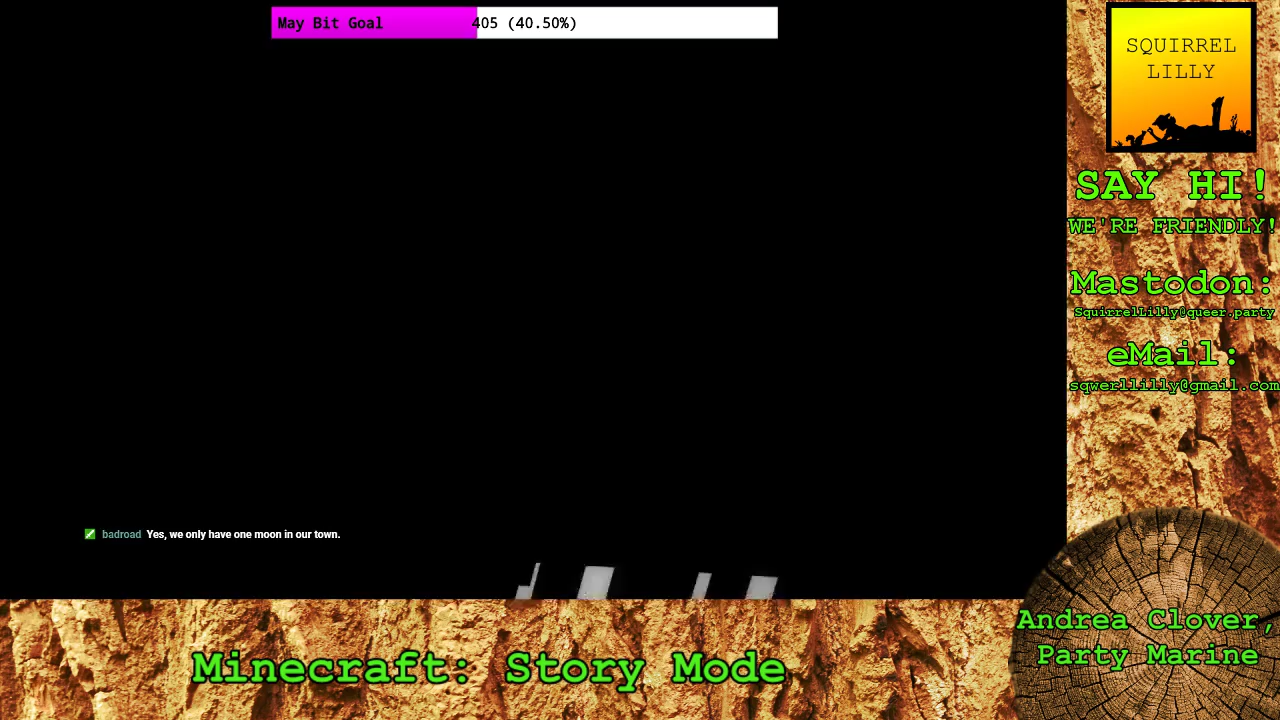 May Bit Goal 405 (40.50%)
SQUIRREL
LILLY
SAY HI!
WE'RE FRIENDLY!
Mastodon:
SquirrelLilly@queer.party
eMail:
sqwerllilly@gmail.com
badroad Yes, we only have one moon in our town.
Andrea Clover,
Party Marine
Minecraft: Story Mode